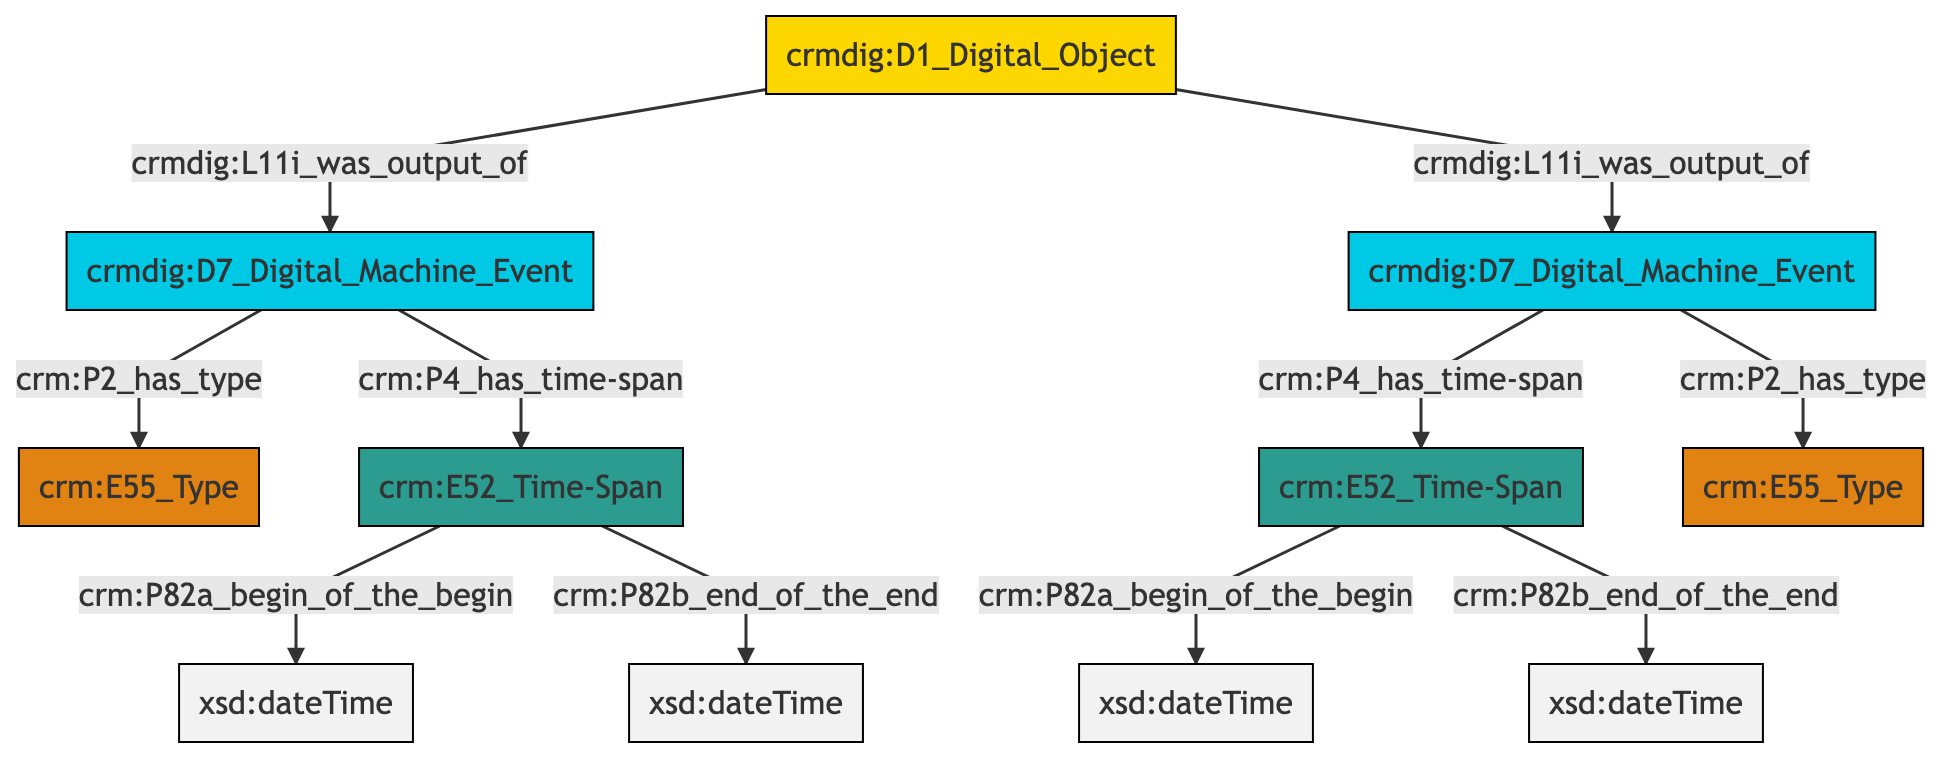 crmdig:D1_Digital_Object
crmdig:L11i_was_output_of
crmdig:L11i_was_output_of
crmdig:D7_Digital_Machine_Event
crmdig:D7_Digital_Machine_Event
crm:P2_has_type
crm:P4_has_time-span
crm:P4_has_time-span
crm:P2_has_type
crm:E55_Type
crm:E52_Time-Span
crm:E52_Time-Span
crm:E55_Type
crm:P82a_begin_of_the_begin
crm:P82b_end_of_the_end
crm:P82a_begin_of_the_begin
crm:P82b_end_of_the_end
xsd:dateTime
xsd:dateTime
xsd:dateTime
xsd:dateTime